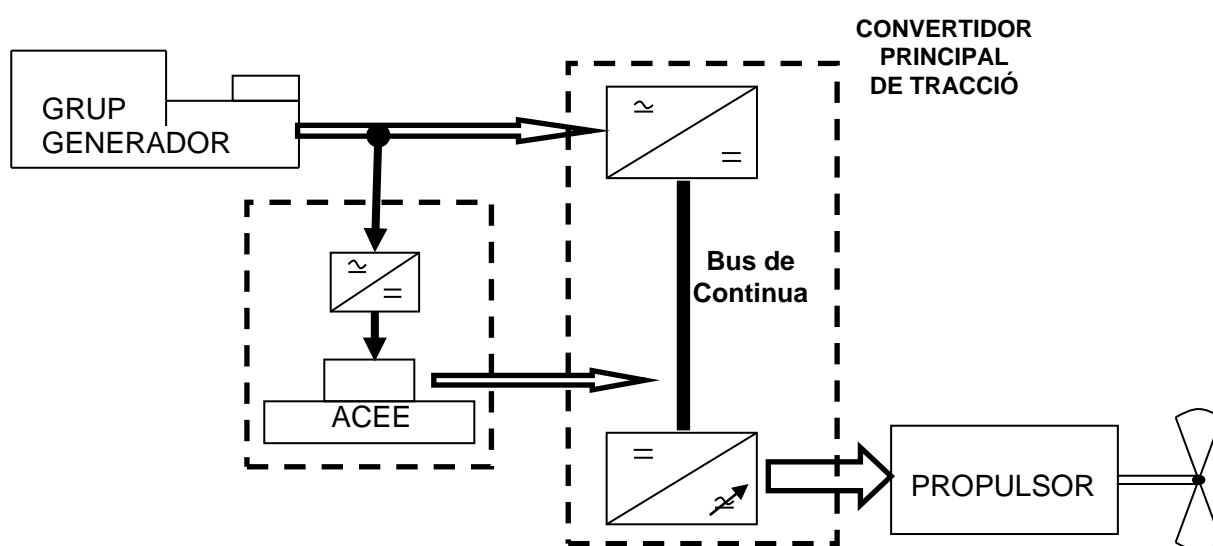 CONVERTIDOR
PRINCIPAL
DE TRACCIÓ
GRUP
GENERADOR
Bus de
Continua
ACEE
PROPULSOR